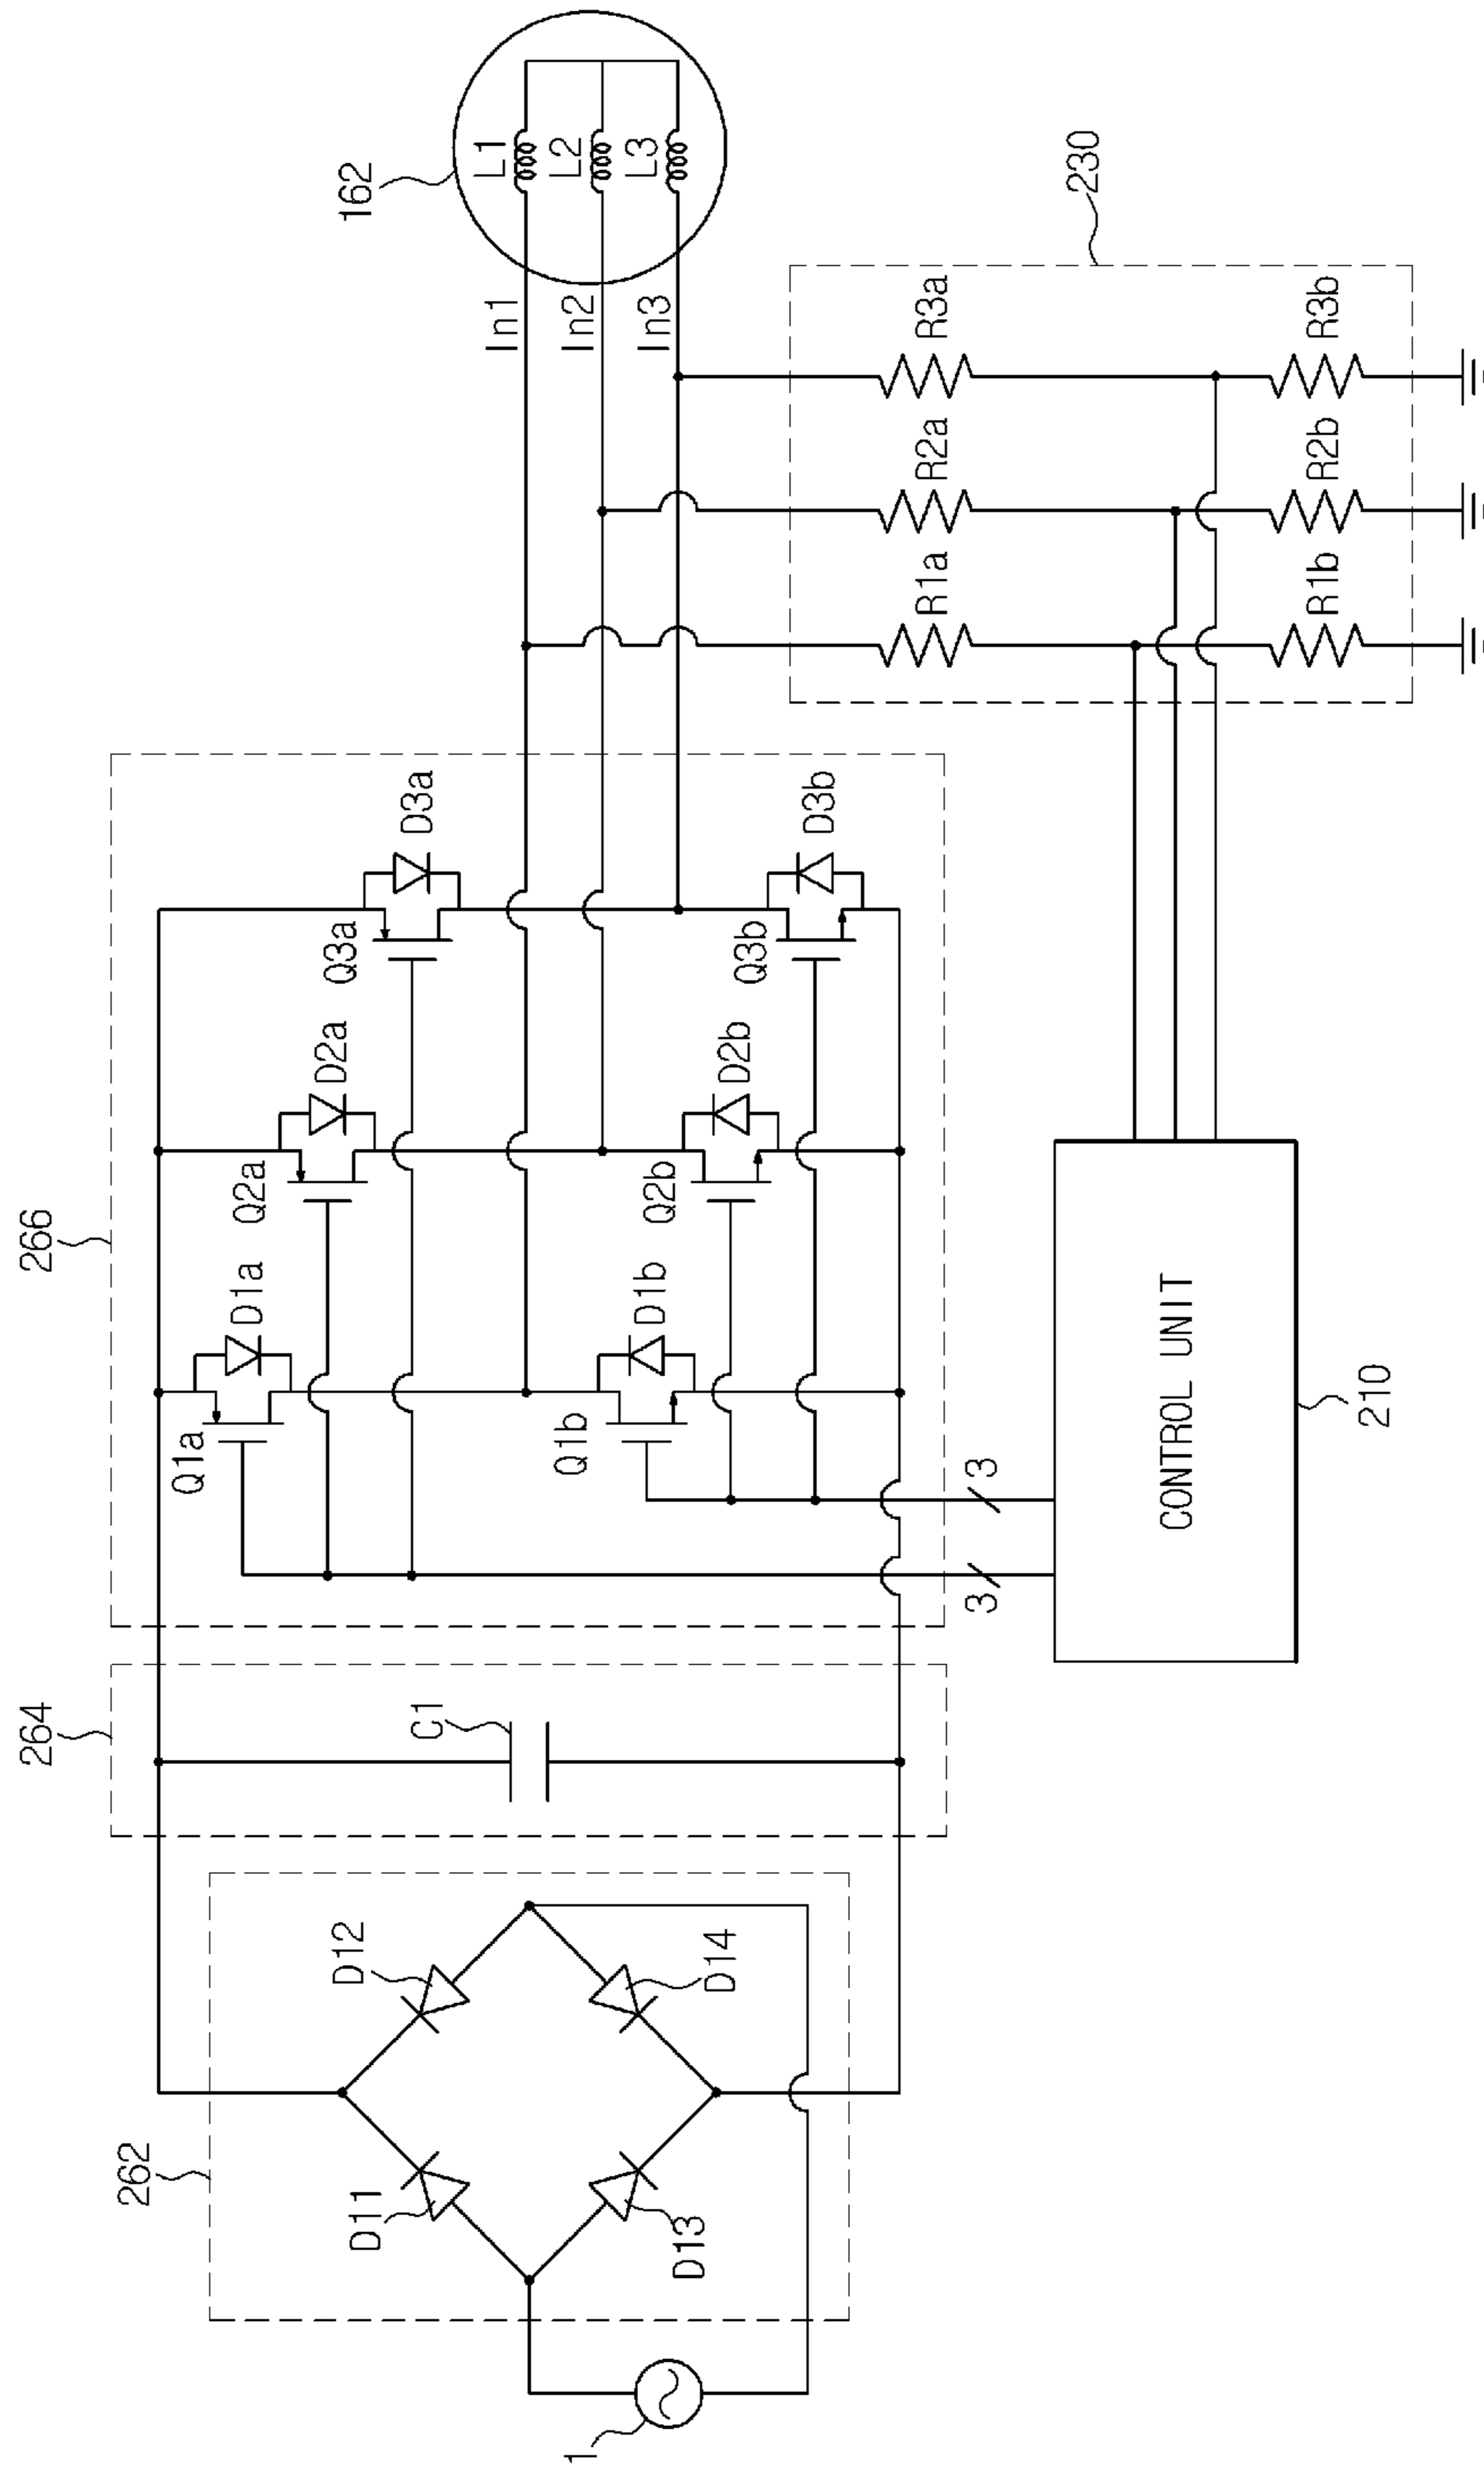 266
264
262
162
230
210
1
Q1a
D1a
Q2a
D2a
Q3a
D3a
Q1b
D1b
Q2b
D2b
Q3b
D3b
C1
D11
D12
D13
D14
In1
In2
In3
L1
L2
L3
R1a
R2a
R3a
R1b
R2b
R3b
3
3
CONTROL UNIT